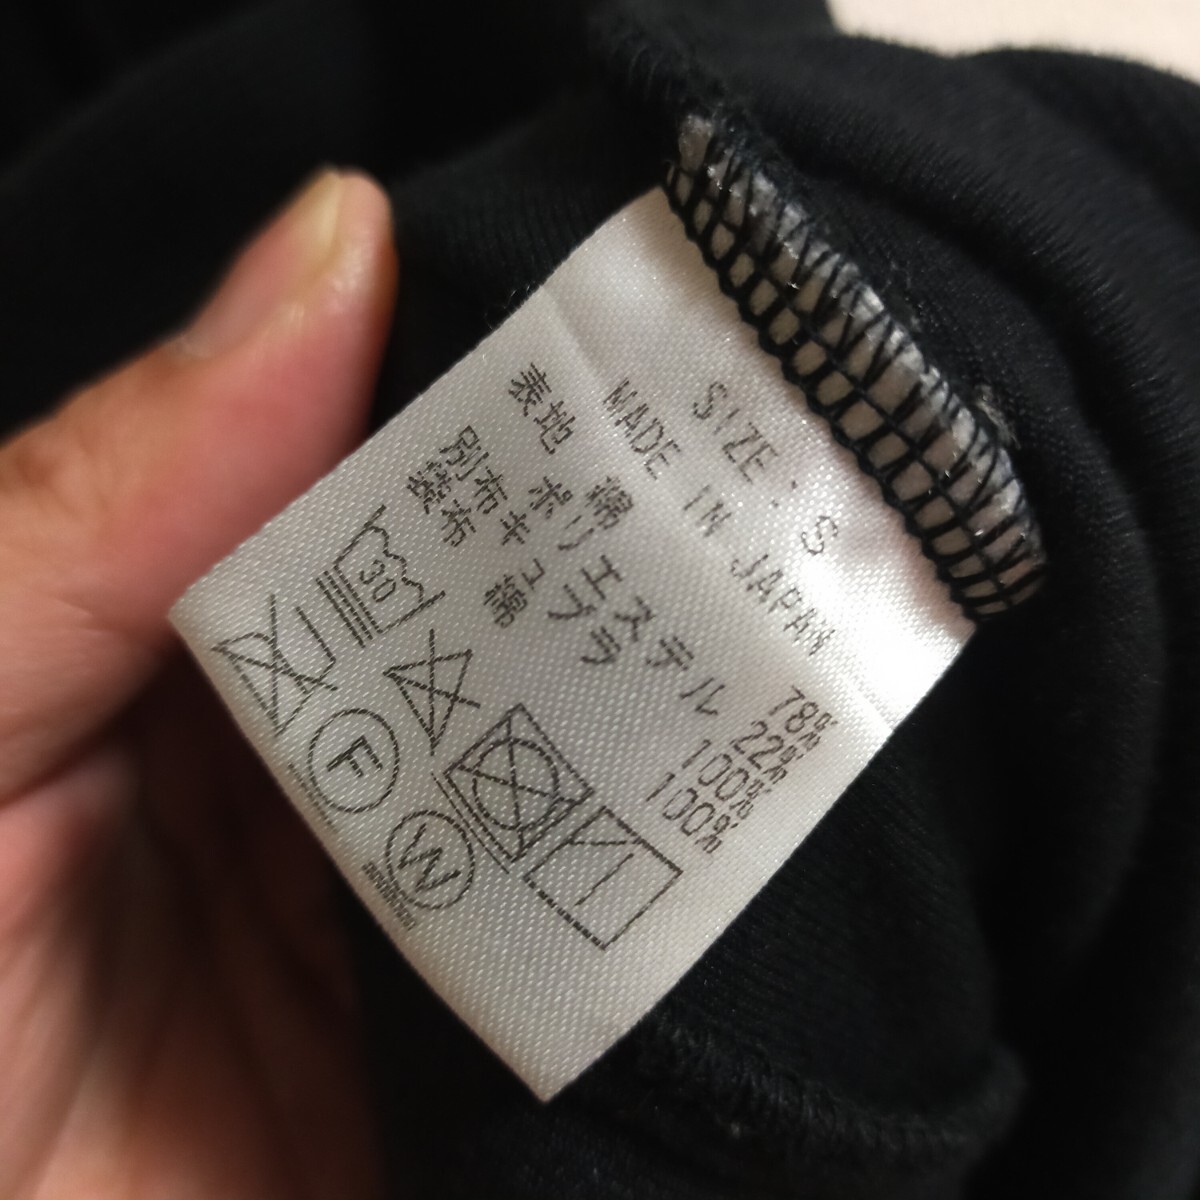 SIZE : S
MADE IN JAPAN
表地 綿 78%
ポリエステル 22%
別布 キュプラ 100%
袋布 綿 100%
30
F
W